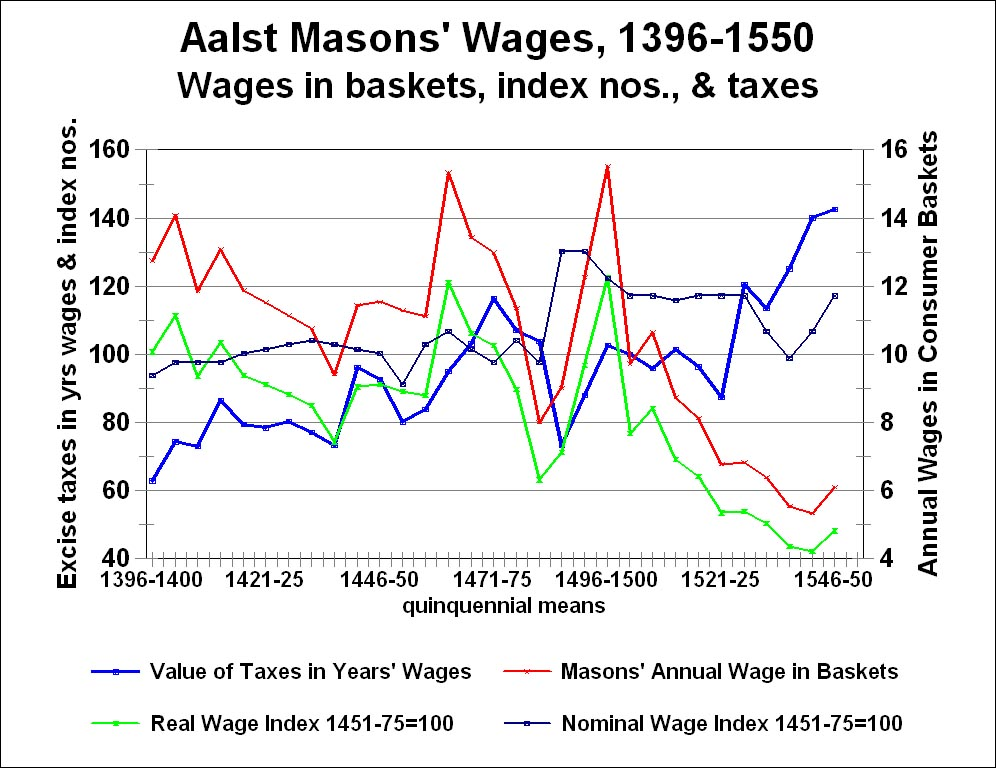 Aalst Masons' Wages, 1396-1550
Wages in baskets, index nos., & taxes
Excise taxes in yrs wages & index nos.
160
140
120
100
80
60
40
16
14
12
10
8
6
4
Annual Wages in Consumer Baskets
1396-1400 1421-25 1446-50 1471-75 1496-1500 1521-25 1546-50
quinquennial means
Value of Taxes in Years' Wages
Masons' Annual Wage in Baskets
Real Wage Index 1451-75=100
Nominal Wage Index 1451-75=100